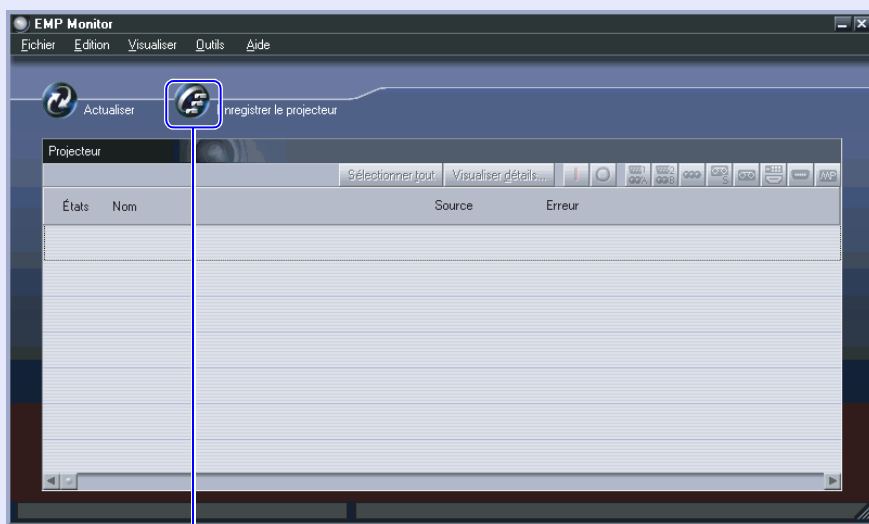 EMP Monitor
Fichier Edition Visualiser Outils Aide
Actualiser Enregistrer le projecteur
Projecteur
Sélectionner tout Visualiser détails...
États Nom Source Erreur